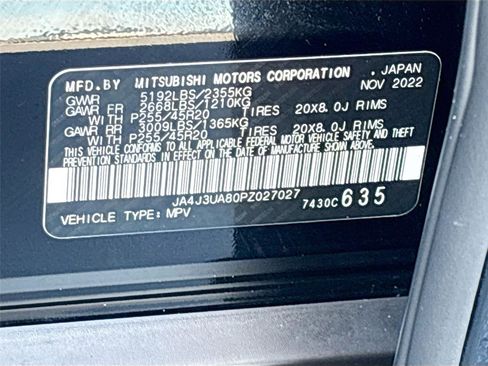 MFD.BY MITSUBISHI MOTORS CORPORATION , JAPAN
GVWR 5192LBS/2355KG NOV 2022
GAWR FR 2668LBS/1210KG
WITH P255/45R20 TIRES 20X8.0J RIMS
GAWR RR 3009LBS/1365KG
WITH P255/45R20 TIRES 20X8.0J RIMS
THIS VEHICLE CONFORMS TO ALL APPLICABLE FEDERAL MOTOR VEHICLE SAFETY AND THEFT
PREVENTION STANDARDS IN EFFECT ON THE DATE OF MANUFACTURE SHOWN ABOVE.
JA4J3UA80PZ027027
VEHICLE TYPE: MPV 7430C 635